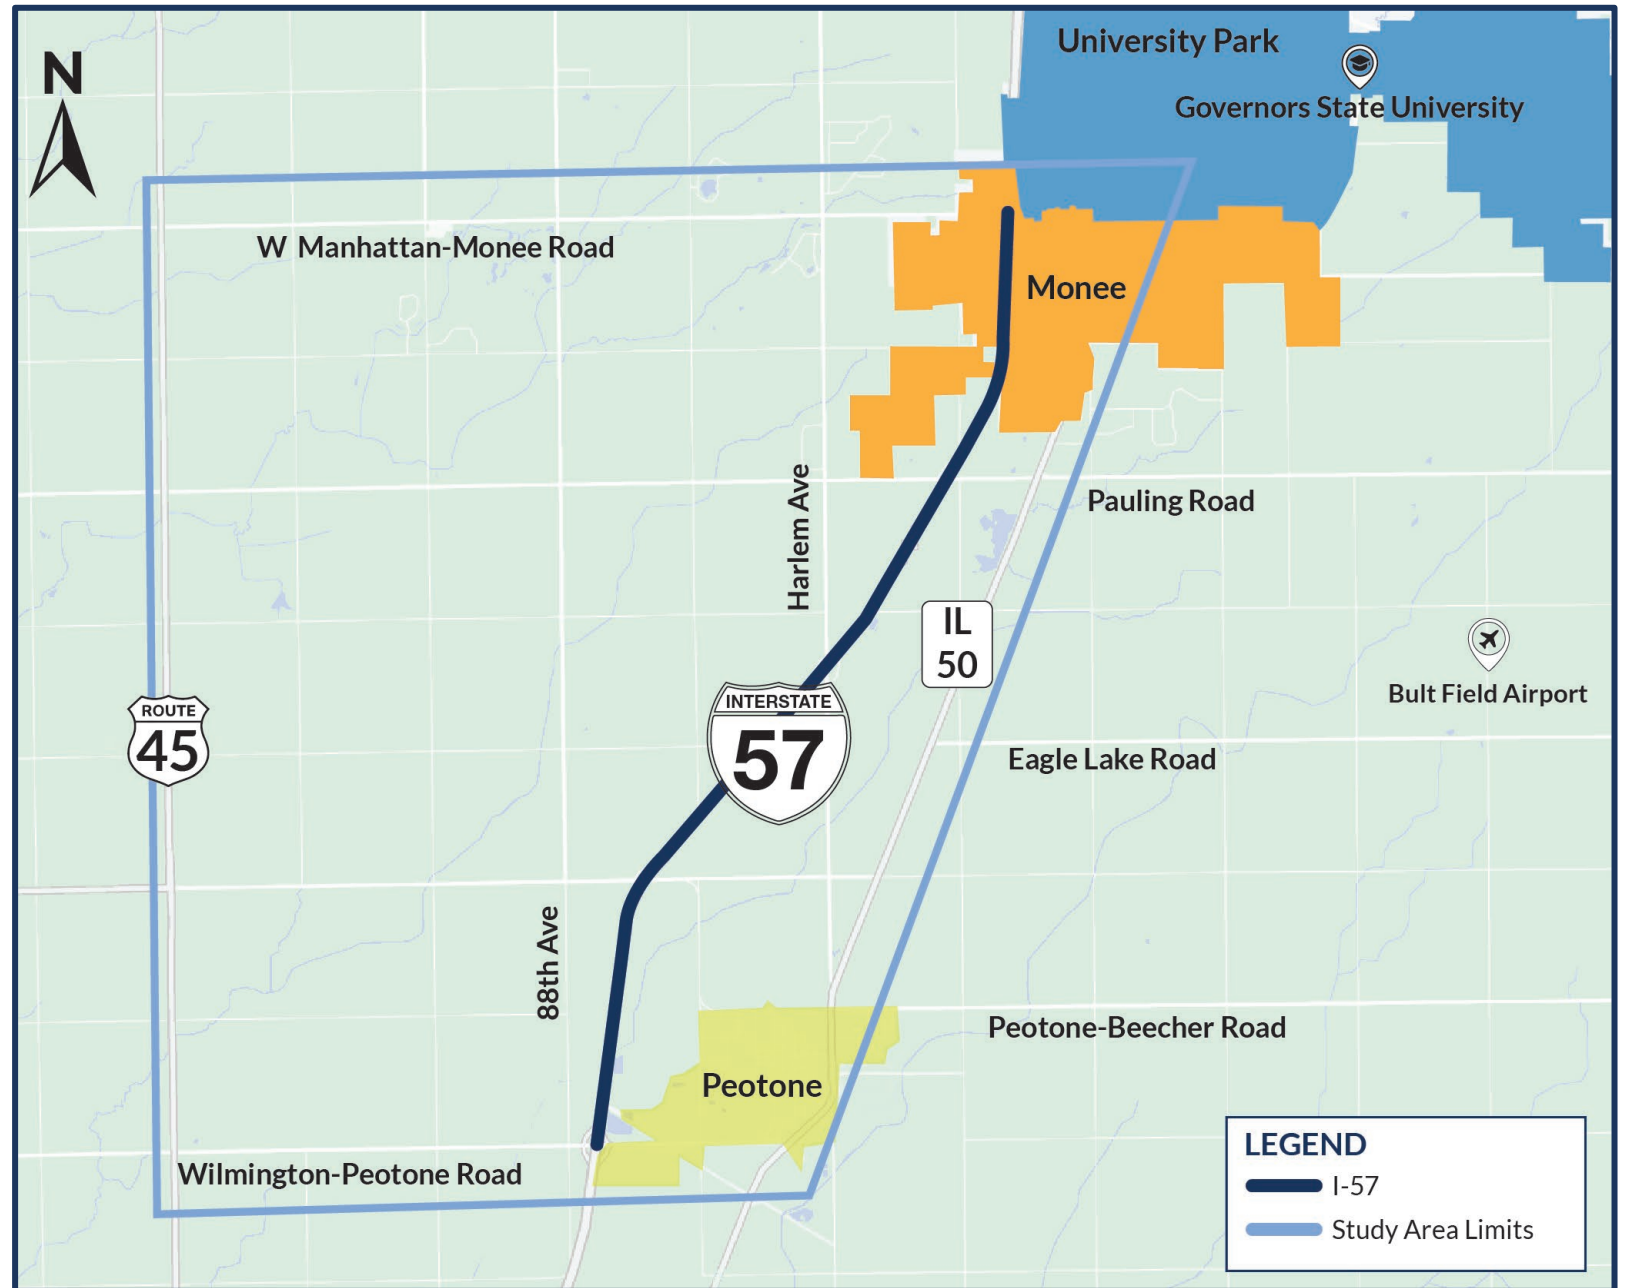 University Park
N
Governors State University
W Manhattan-Monee Road
Monee
Harlem Ave
Pauling Road
IL
50
Bult Field Airport
ROUTE
45
INTERSTATE
57
Eagle Lake Road
88th Ave
Peotone-Beecher Road
Peotone
Wilmington-Peotone Road
LEGEND
I-57
Study Area Limits